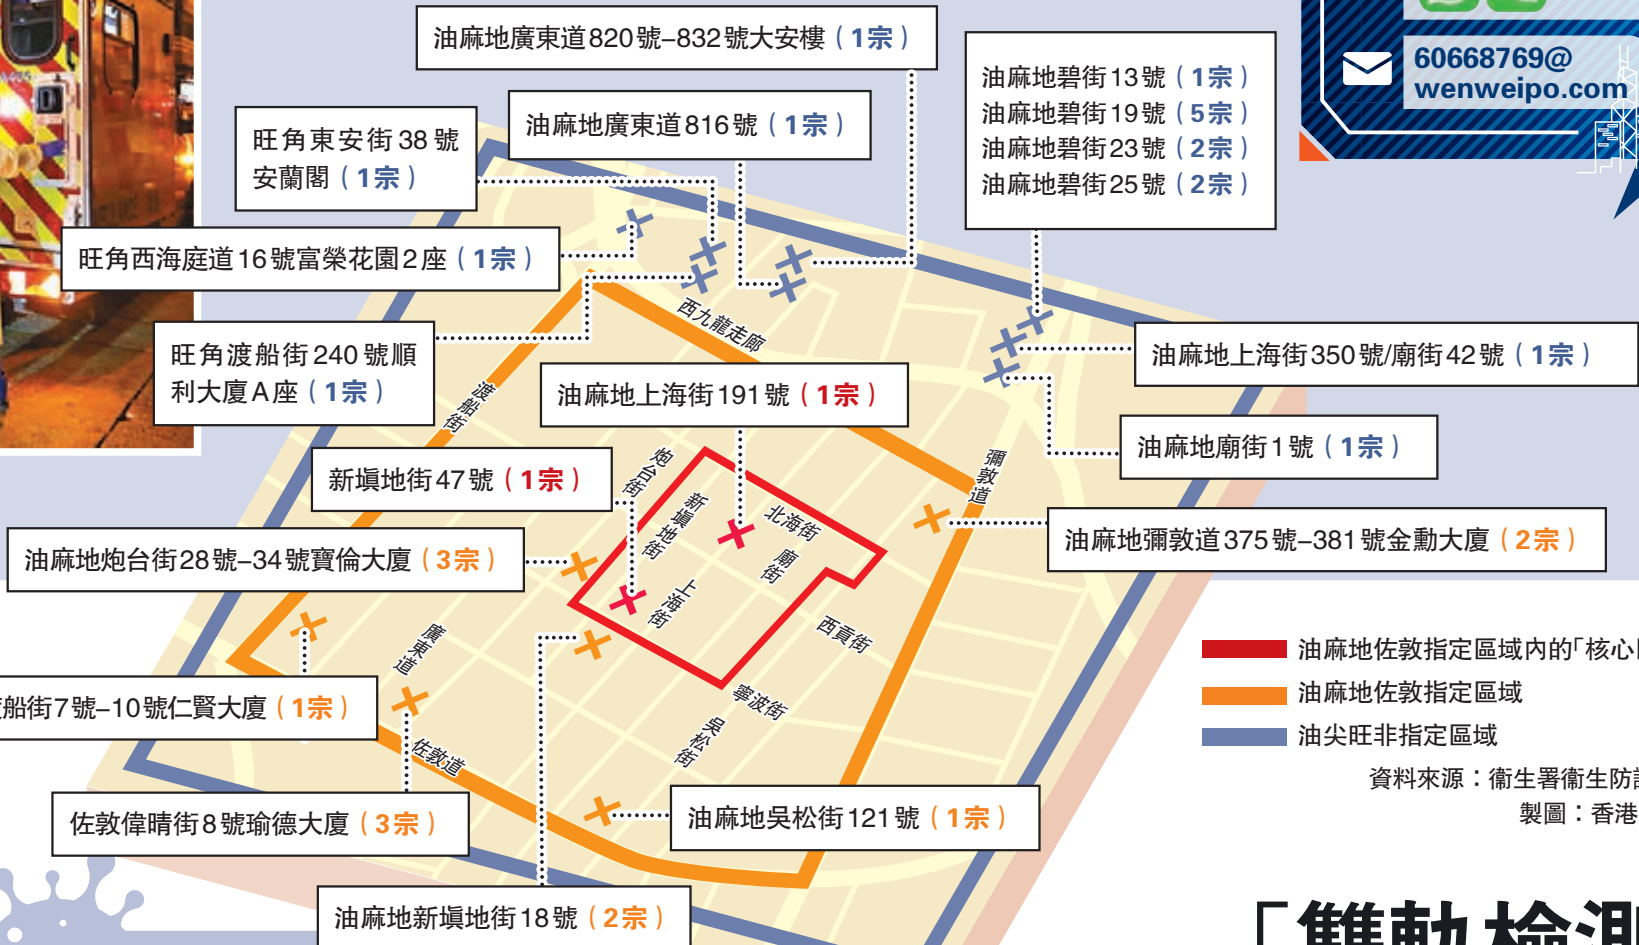 油麻地廣東道820號–832號大安樓（1宗）
60668769@
wenweipo.com
油麻地碧街13號（1宗）
油麻地碧街19號（5宗）
油麻地碧街23號（2宗）
油麻地碧街25號（2宗）
油麻地廣東道816號（1宗）
旺角東安街38號
安蘭閣（1宗）
旺角西海庭道16號富榮花園2座（1宗）
旺角渡船街240號順
利大廈A座（1宗）
西九龍走廊
油麻地上海街350號/廟街42號（1宗）
油麻地上海街191號（1宗）
渡船街
油麻地廟街1號（1宗）
新塡地街47號（1宗）
炮台街
彌敦道
新塡地街
北海街
廟街
油麻地彌敦道375號–381號金勳大廈（2宗）
油麻地炮台街28號–34號寶倫大廈（3宗）
上海街
西貢街
廣東道
船街7號–10號仁賢大廈（1宗）
寧波街
吳松街
佐敦道
油麻地佐敦指定區域內的「核心
油麻地佐敦指定區域
油尖旺非指定區域
資料來源：衞生署衞生防
製圖：香港
佐敦偉晴街8號瑜德大廈（3宗）
油麻地吳松街121號（1宗）
油麻地新塡地街18號（2宗）
「雙軌檢測